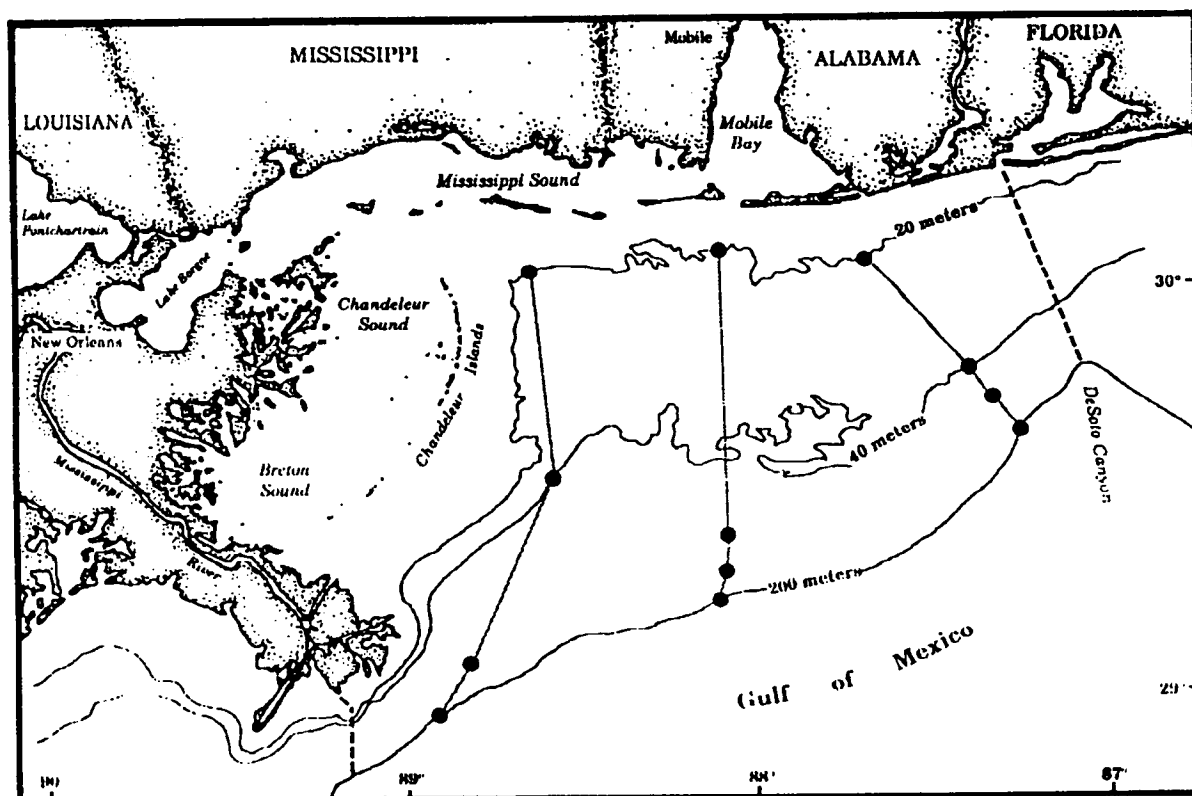 MISSISSIPPI
Mobile
ALABAMA
FLORIDA
LOUISIANA
Mobile
Bay
Mississippi Sound
Lake
Pontchartrain
Lake Borgne
20 meters
30°
Chandeleur
Sound
New Orleans
Chandeleur Islands
DeSoto Canyon
40 meters
Breton
Sound
Mississippi
River
200 meters
Gulf of Mexico
29°
90
89°
88°
87°